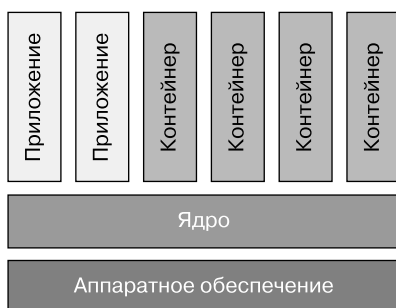 Приложение
Приложение
Контейнер
Контейнер
Контейнер
Контейнер
Ядро
Аппаратное обеспечение